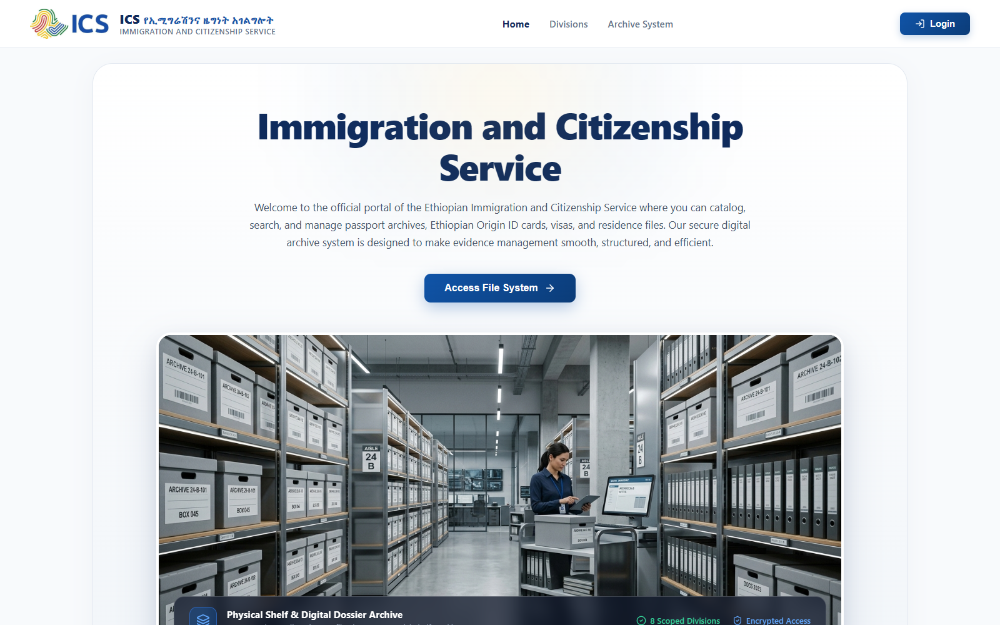 ICS
ICS የኢሚግሬሽንና ዜግነት አገልግሎት
IMMIGRATION AND CITIZENSHIP SERVICE
Home
Divisions
Archive System
Login
Immigration and Citizenship
Service
Welcome to the official portal of the Ethiopian Immigration and Citizenship Service where you can catalog,
search, and manage passport archives, Ethiopian Origin ID cards, visas, and residence files. Our secure digital
archive system is designed to make evidence management smooth, structured, and efficient.
Access File System
ARCHIVE 24-B-101
ARCHIVE 24-B-102
AISLE
24
B
24
B
24
B
ARCHIVE 24-B-101
BOX 045
ARCHIVE 24-B-101
BOX 045
DOCS 2023
Physical Shelf & Digital Dossier Archive
8 Scoped Divisions
Encrypted Access